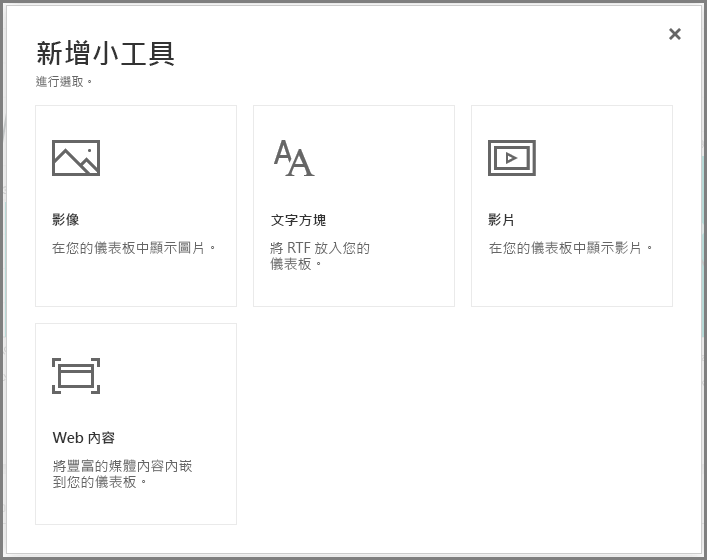 新增小工具
進行選取。
影像
在您的儀表板中顯示圖片。
文字方塊
將 RTF 放入您的
儀表板。
影片
在您的儀表板中顯示影片。
Web 內容
將豐富的媒體內容內嵌
到您的儀表板。